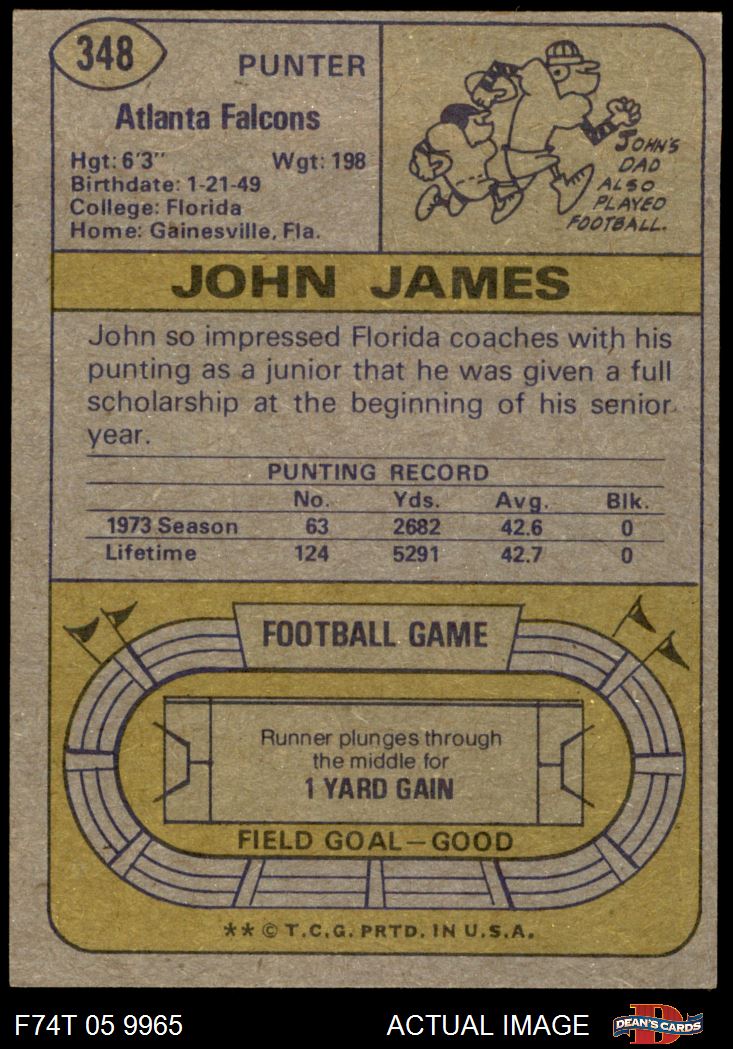 348
PUNTER
Atlanta Falcons
Hgt: 6'3" Wgt: 198
Birthdate: 1-21-49
College: Florida
Home: Gainesville, Fla.
JOHN'S
DAD
ALSO
PLAYED
FOOTBALL.
JOHN JAMES
John so impressed Florida coaches with his
punting as a junior that he was given a full
scholarship at the beginning of his senior
year.
PUNTING RECORD
No. Yds. Avg. Blk.
1973 Season 63 2682 42.6 0
Lifetime 124 5291 42.7 0
FOOTBALL GAME
Runner plunges through
the middle for
1 YARD GAIN
FIELD GOAL—GOOD
** © T.C.G. PRTD. IN U.S.A.
F74T 05 9965 ACTUAL IMAGE DEAN'S CARDS